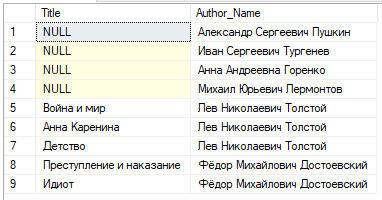 Title Author_Name
1 NULL Александр Сергеевич Пушкин
2 NULL Иван Сергеевич Тургенев
3 NULL Анна Андреевна Горенко
4 NULL Михаил Юрьевич Лермонтов
5 Война и мир Лев Николаевич Толстой
6 Анна Каренина Лев Николаевич Толстой
7 Детство Лев Николаевич Толстой
8 Преступление и наказание Фёдор Михайлович Достоевский
9 Идиот Фёдор Михайлович Достоевский